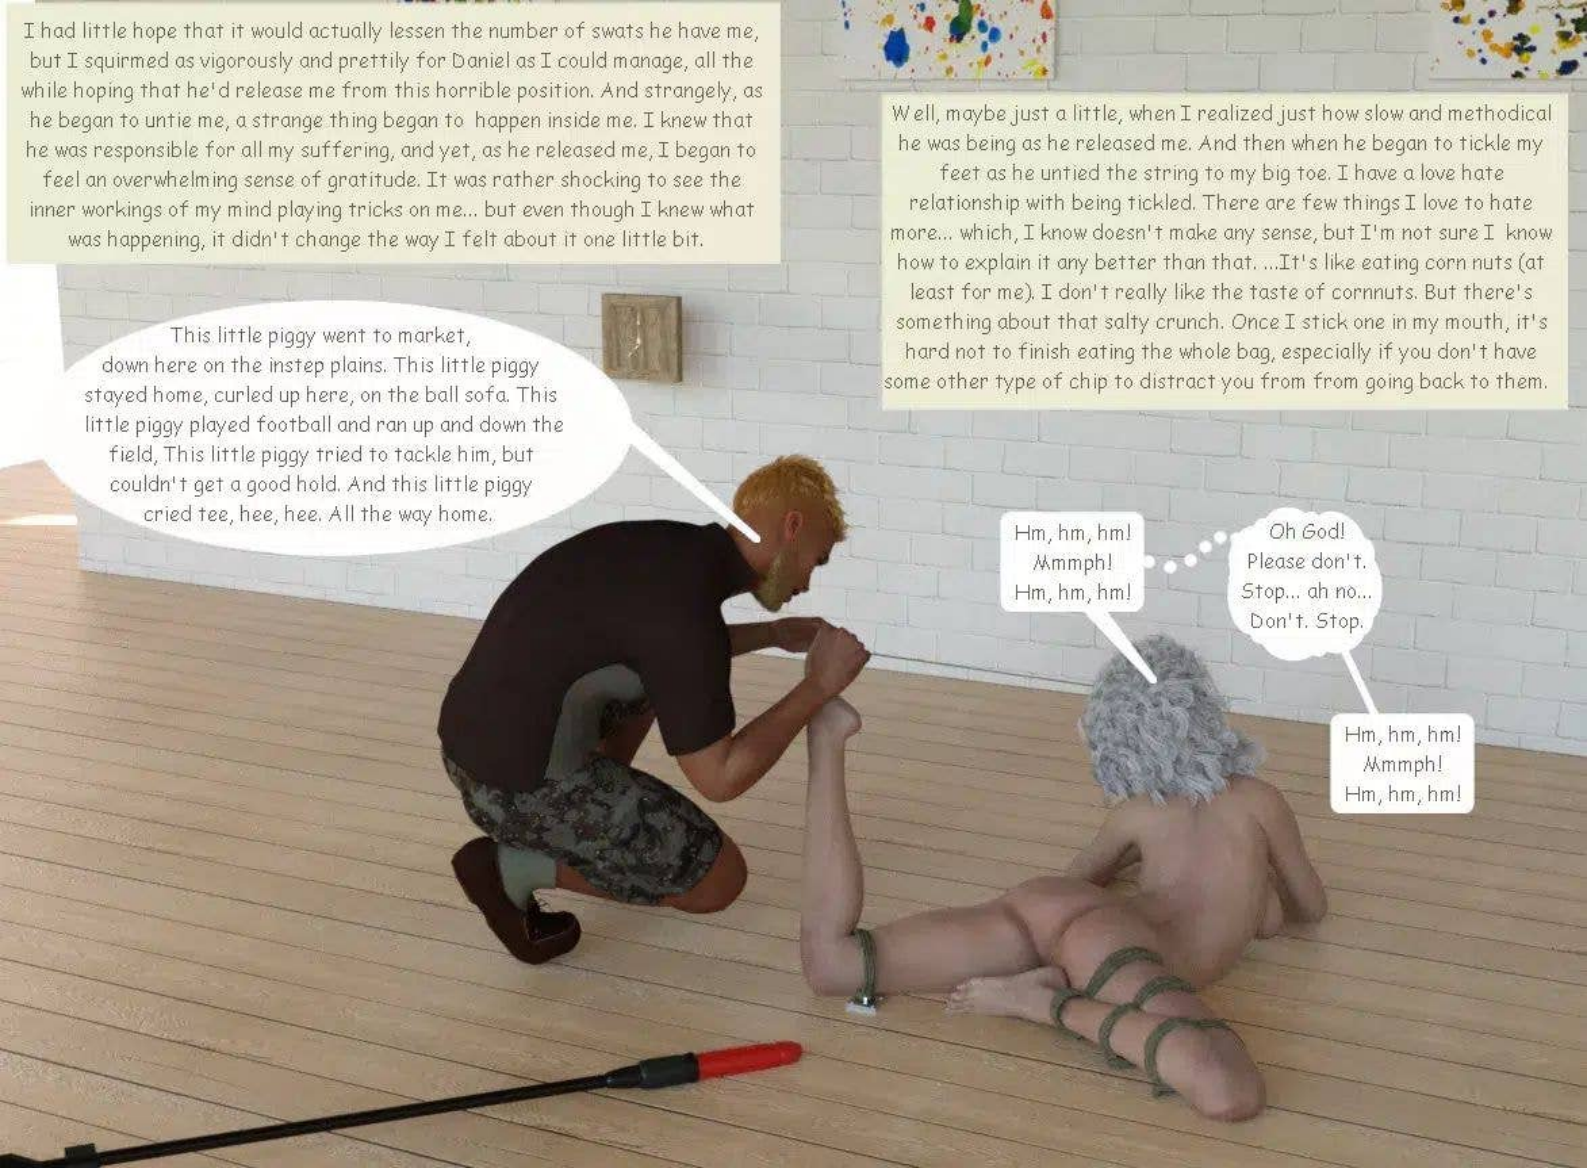 I had little hope that it would actually lessen the number of swats he have me,
but I squirmed as vigorously and prettily for Daniel as I could manage, all the
while hoping that he'd release me from this horrible position. And strangely, as
he began to untie me, a strange thing began to happen inside me. I knew that
he was responsible for all my suffering, and yet, as he released me, I began to
feel an overwhelming sense of gratitude. It was rather shocking to see the
inner workings of my mind playing tricks on me... but even though I knew what
was happening, it didn't change the way I felt about it one little bit.
Well, maybe just a little, when I realized just how slow and methodical
he was being as he released me. And then when he began to tickle my
feet as he untied the string to my big toe. I have a love hate
relationship with being tickled. There are few things I love to hate
more... which, I know doesn't make any sense, but I'm not sure I know
how to explain it any better than that. ...It's like eating corn nuts (at
least for me). I don't really like the taste of cornnuts. But there's
something about that salty crunch. Once I stick one in my mouth, it's
hard not to finish eating the whole bag, especially if you don't have
some other type of chip to distract you from from going back to them.
This little piggy went to market,
down here on the instep plains. This little piggy
stayed home, curled up here, on the ball sofa. This
little piggy played football and ran up and down the
field, This little piggy tried to tackle him, but
couldn't get a good hold. And this little piggy
cried tee, hee, hee. All the way home.
Hm, hm, hm!
Mmmph!
Hm, hm, hm!
Oh God!
Please don't.
Stop... ah no...
Don't. Stop.
Hm, hm, hm!
Mmmph!
Hm, hm, hm!